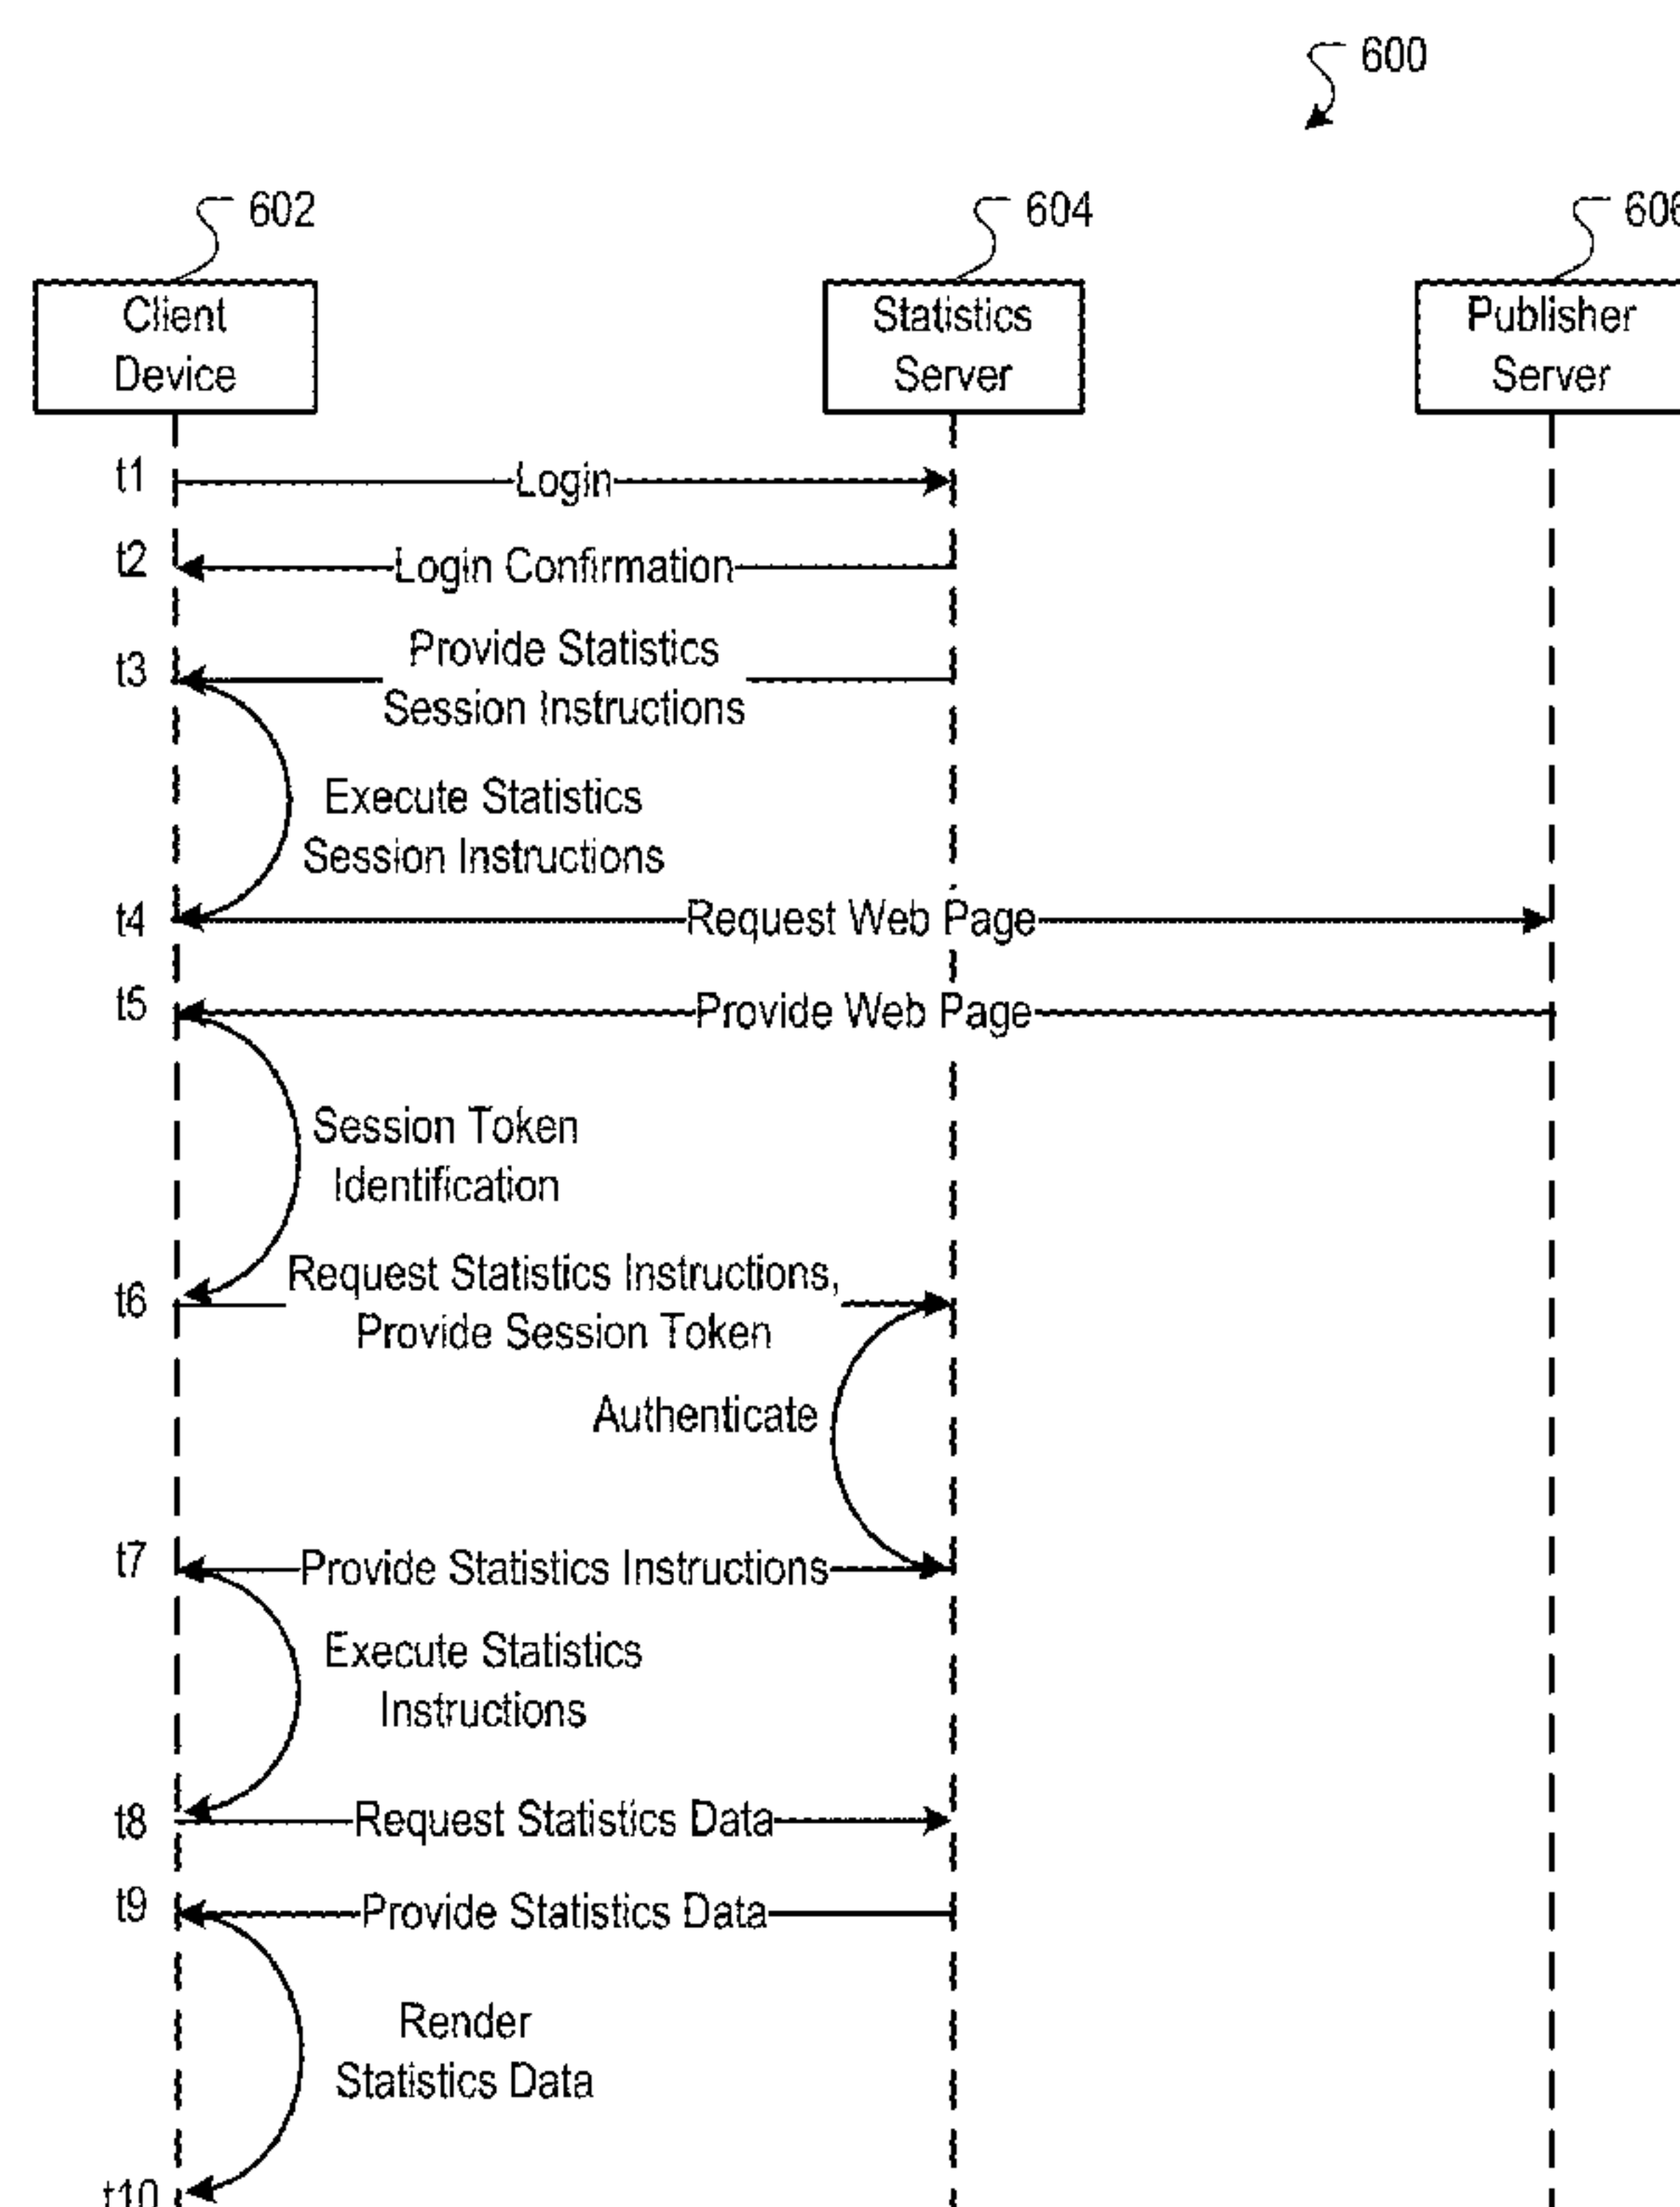 600
602
604
606
Client
Device
Statistics
Server
Publisher
Server
t1
Login
t2
Login Confirmation
t3
Provide Statistics
Session Instructions
Execute Statistics
Session Instructions
t4
Request Web Page
t5
Provide Web Page
Session Token
Identification
t6
Request Statistics Instructions,
Provide Session Token
Authenticate
t7
Provide Statistics Instructions
Execute Statistics
Instructions
t8
Request Statistics Data
t9
Provide Statistics Data
Render
Statistics Data
t10